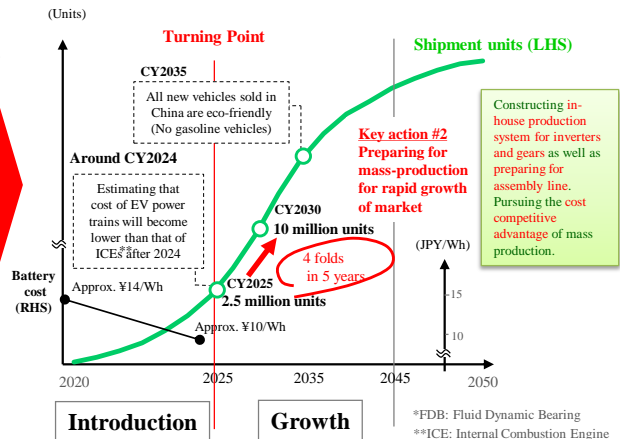 (Units)
Turning Point
Shipment units (LHS)
CY2035
All new vehicles sold in
China are eco-friendly
(No gasoline vehicles)
Key action #2
Preparing for
mass-production
for rapid growth
of market
Constructing in-
house production
system for inverters
and gears as well as
preparing for
assembly line.
Pursuing the cost
competitive
advantage of mass
production.
Around CY2024
Estimating that
cost of EV power
trains will become
lower than that of
ICEs** after 2024
CY2030
10 million units
(JPY/Wh)
4 folds
in 5 years
Battery
cost
(RHS)
Approx. ¥14/Wh
CY2025
2.5 million units
15
Approx. ¥10/Wh
10
2020
2025
2035
2045
2050
Introduction
Growth
*FDB: Fluid Dynamic Bearing
**ICE: Internal Combustion Engine